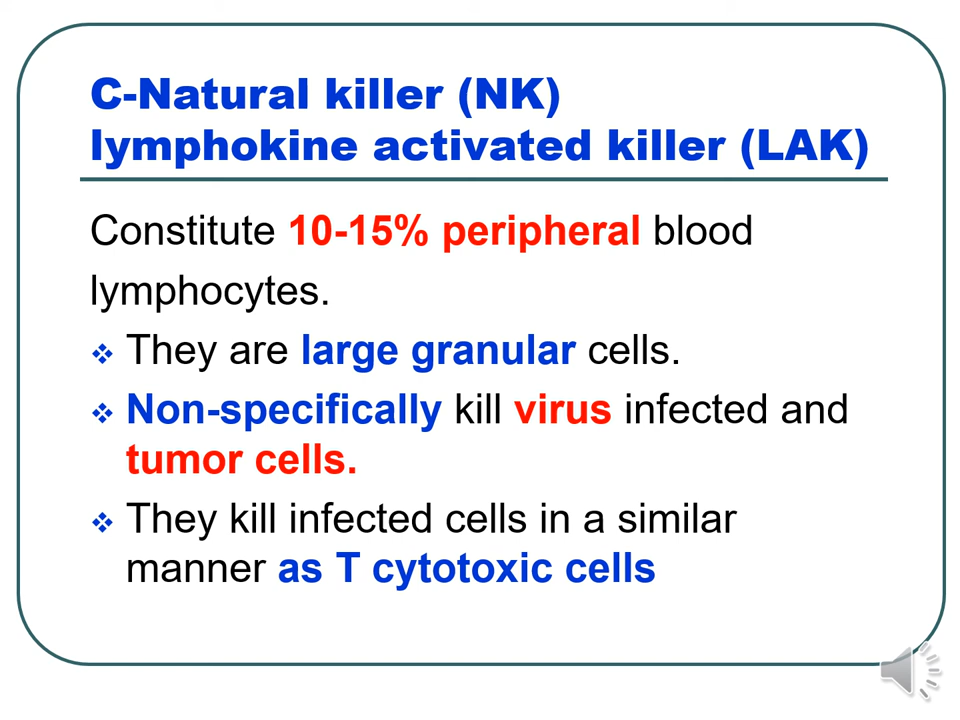 C-Natural killer (NK)
lymphokine activated killer (LAK)
Constitute 10-15% peripheral blood
lymphocytes.
❖ They are large granular cells.
❖ Non-specifically kill virus infected and
tumor cells.
❖ They kill infected cells in a similar
manner as T cytotoxic cells